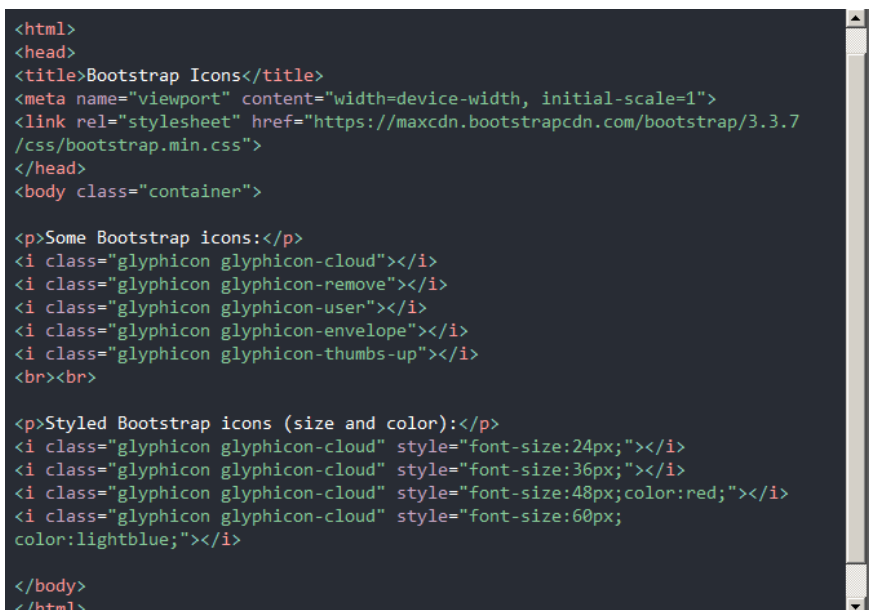 <html>
<head>
<title>Bootstrap Icons</title>
<meta name="viewport" content="width=device-width, initial-scale=1">
<link rel="stylesheet" href="https://maxcdn.bootstrapcdn.com/bootstrap/3.3.7
/css/bootstrap.min.css">
</head>
<body class="container">
<p>Some Bootstrap icons:</p>
<i class="glyphicon glyphicon-cloud"></i>
<i class="glyphicon glyphicon-remove"></i>
<i class="glyphicon glyphicon-user"></i>
<i class="glyphicon glyphicon-envelope"></i>
<i class="glyphicon glyphicon-thumbs-up"></i>
<br><br>
<p>Styled Bootstrap icons (size and color):</p>
<i class="glyphicon glyphicon-cloud" style="font-size:24px;"></i>
<i class="glyphicon glyphicon-cloud" style="font-size:36px;"></i>
<i class="glyphicon glyphicon-cloud" style="font-size:48px;color:red;"></i>
<i class="glyphicon glyphicon-cloud" style="font-size:60px;
color:lightblue;"></i>
</body>
</html>